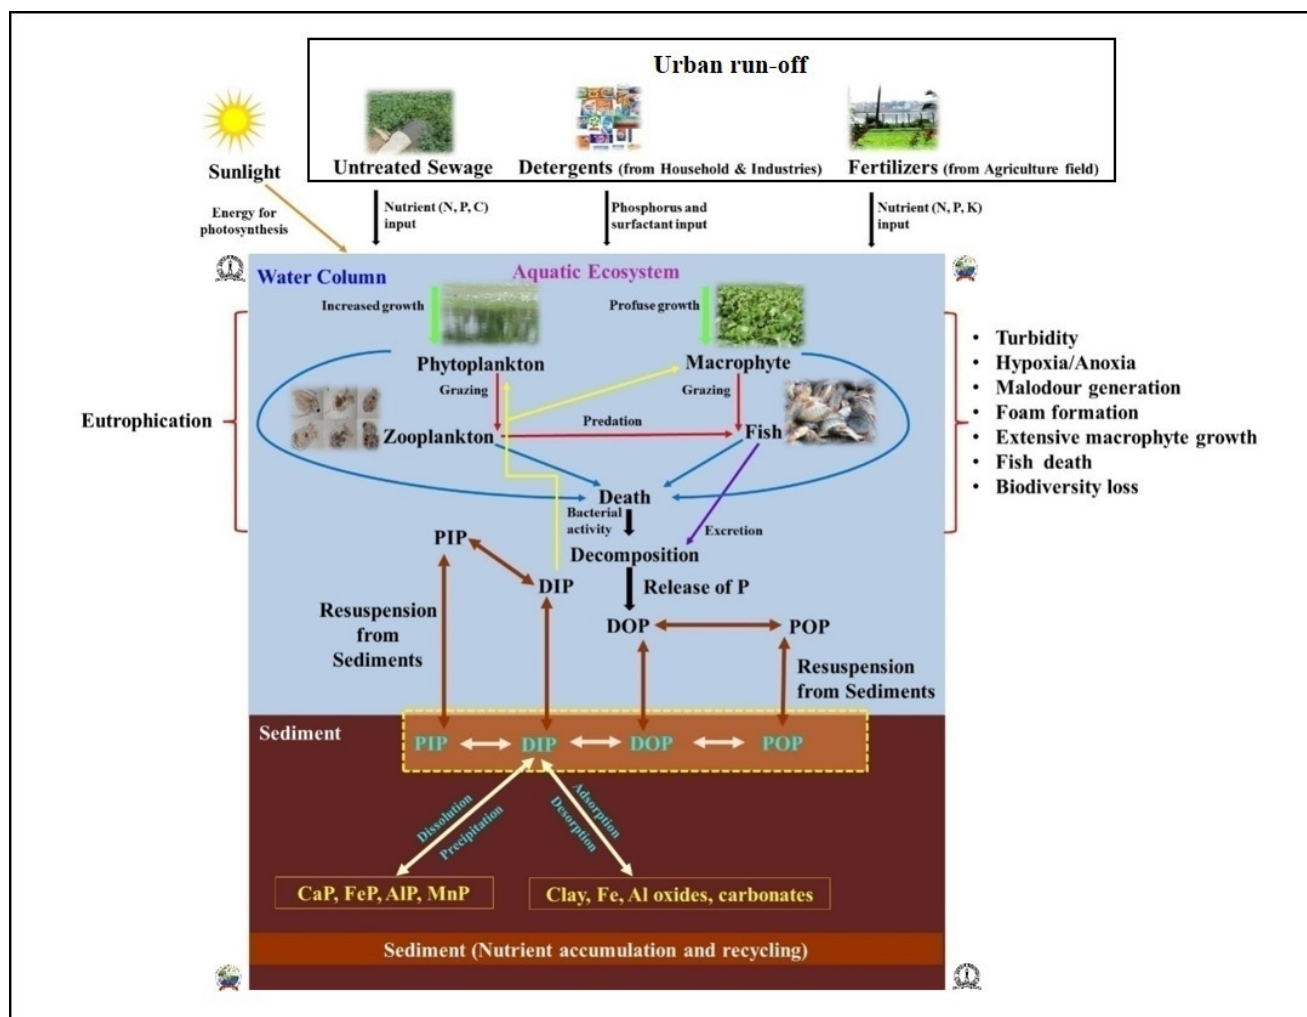 Urban run-off
Sunlight
Untreated Sewage
Detergents (from Household & Industries)
Fertilizers (from Agriculture field)
Energy for
photosynthesis
Nutrient (N, P, C)
input
Phosphorus and
surfactant input
Nutrient (N, P, K)
input
Water Column
Aquatic Ecosystem
Increased growth
Profuse growth
Phytoplankton
Macrophyte
Grazing
Grazing
Eutrophication
Zooplankton
Predation
Fish
• Turbidity
• Hypoxia/Anoxia
• Malodour generation
• Foam formation
• Extensive macrophyte growth
• Fish death
• Biodiversity loss
Death
Bacterial
activity
Excretion
PIP
Decomposition
DIP
Release of P
Resuspension
from
Sediments
DOP
POP
Resuspension
from Sediments
Sediment
PIP
DIP
DOP
POP
Dissolution
Precipitation
Adsorption
Desorption
CaP, FeP, AlP, MnP
Clay, Fe, Al oxides, carbonates
Sediment (Nutrient accumulation and recycling)